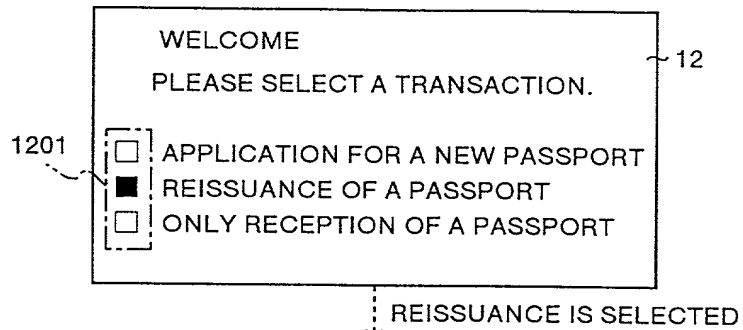 WELCOME
12
PLEASE SELECT A TRANSACTION.
1201
APPLICATION FOR A NEW PASSPORT
REISSUANCE OF A PASSPORT
ONLY RECEPTION OF A PASSPORT
REISSUANCE IS SELECTED